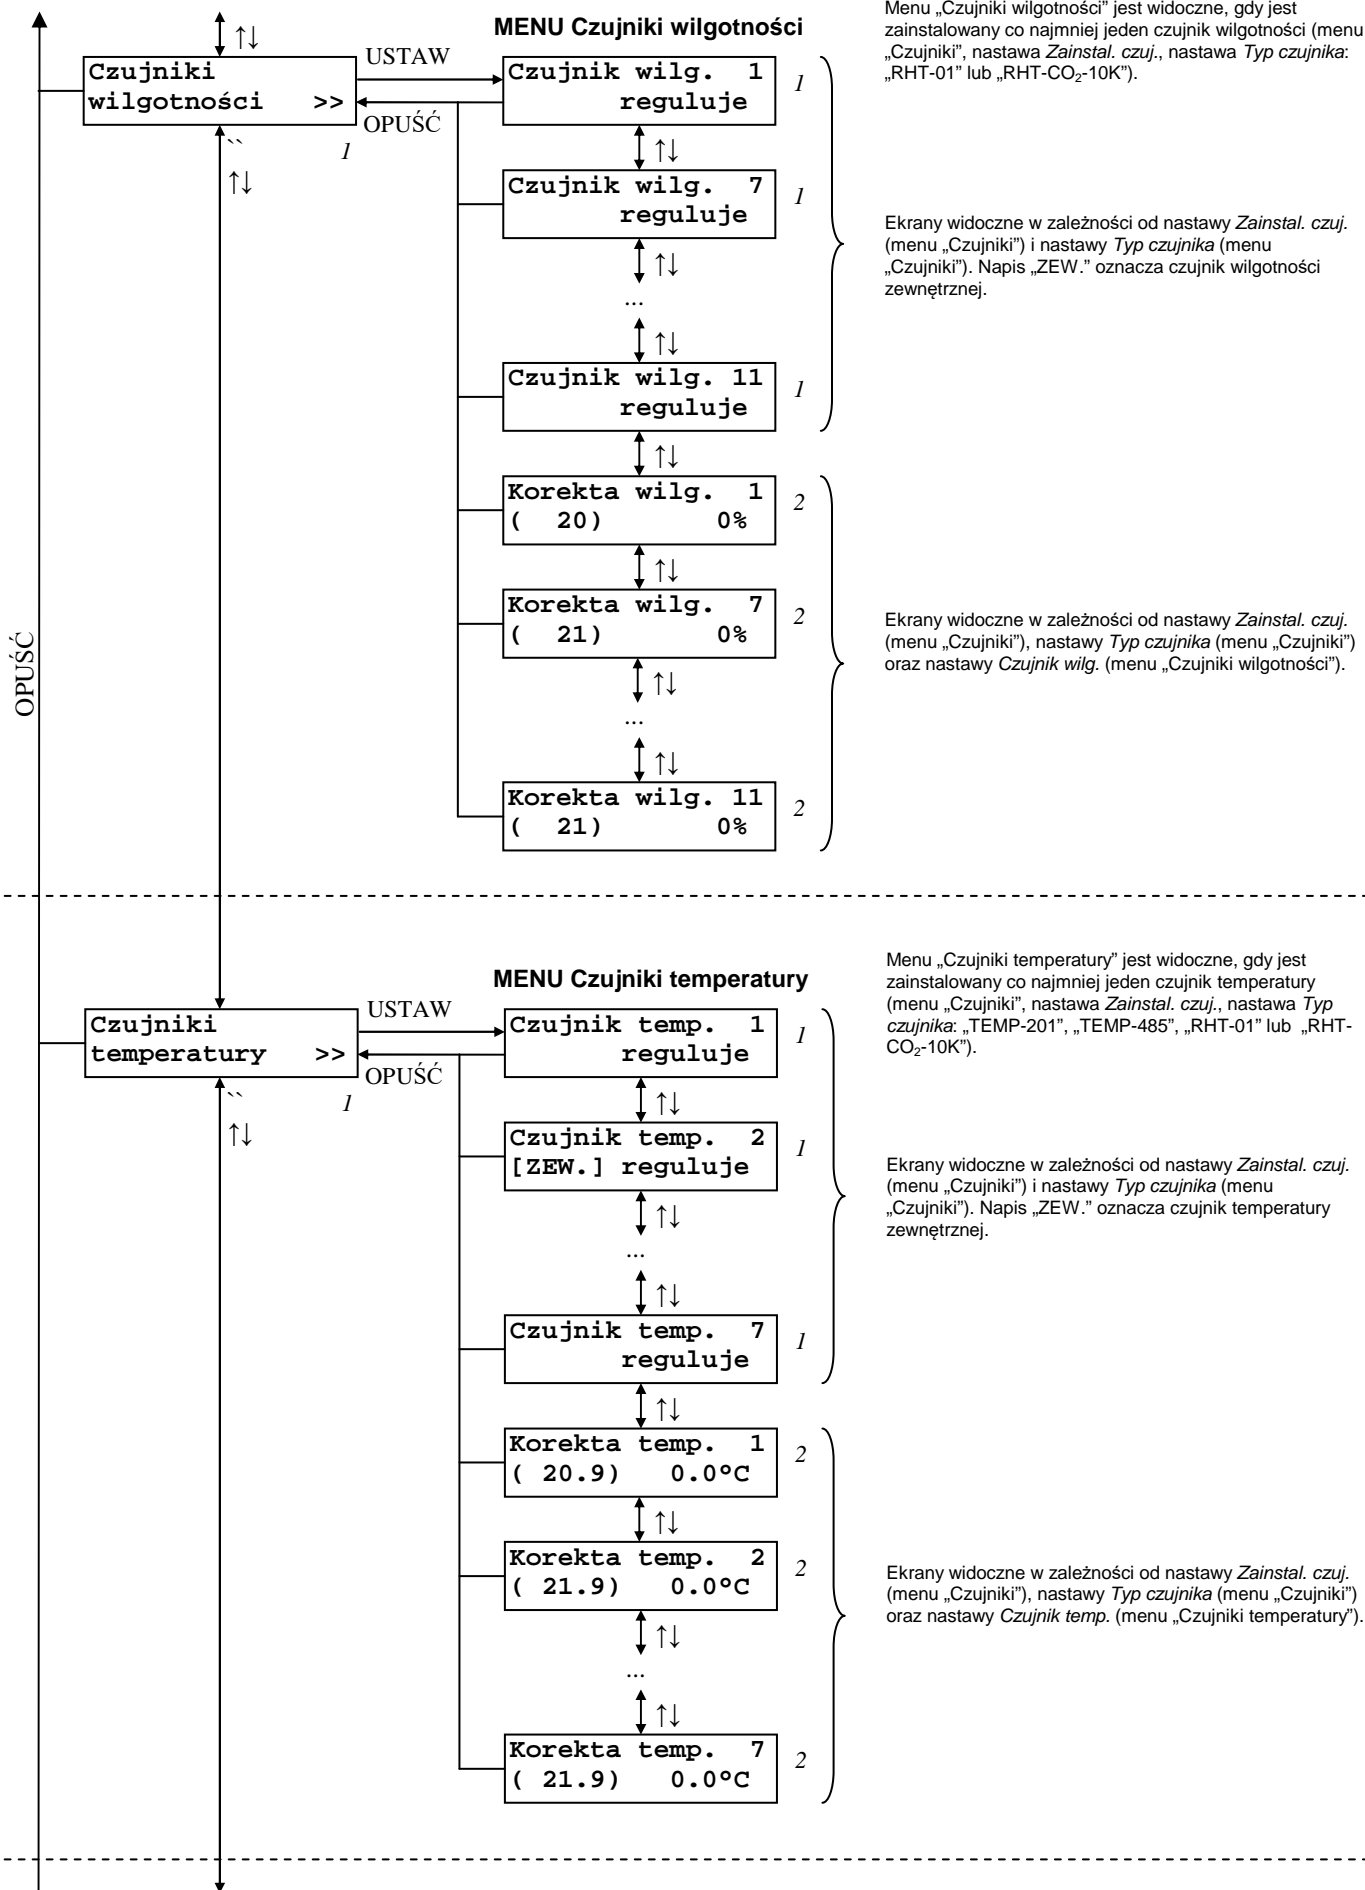 MENU Czujniki wilgotności
Menu „Czujniki wilgotności” jest widoczne, gdy jest
zainstalowany co najmniej jeden czujnik wilgotności (menu
„Czujniki”, nastawa Zainstal. czuj., nastawa Typ czujnika:
„RHT-01” lub „RHT-CO₂-10K”).
↑↓
Czujniki
wilgotności >>
USTAW
OPUŚĆ
``
1
↑↓
Czujnik wilg. 1
reguluje
1
↑↓
Czujnik wilg. 7
reguluje
1
↑↓
...
↑↓
Czujnik wilg. 11
reguluje
1
Ekrany widoczne w zależności od nastawy Zainstal. czuj.
(menu „Czujniki”) i nastawy Typ czujnika (menu
„Czujniki”). Napis „ZEW.” oznacza czujnik wilgotności
zewnętrznej.
↑↓
Korekta wilg. 1
( 20) 0%
2
↑↓
Korekta wilg. 7
( 21) 0%
2
↑↓
...
↑↓
Korekta wilg. 11
( 21) 0%
2
Ekrany widoczne w zależności od nastawy Zainstal. czuj.
(menu „Czujniki”), nastawy Typ czujnika (menu „Czujniki”)
oraz nastawy Czujnik wilg. (menu „Czujniki wilgotności”).
OPUŚĆ
MENU Czujniki temperatury
Menu „Czujniki temperatury” jest widoczne, gdy jest
zainstalowany co najmniej jeden czujnik temperatury
(menu „Czujniki”, nastawa Zainstal. czuj., nastawa Typ
czujnika: „TEMP-201”, „TEMP-485”, „RHT-01” lub „RHT-
CO₂-10K”).
Czujniki
temperatury >>
USTAW
OPUŚĆ
``
1
↑↓
Czujnik temp. 1
reguluje
1
↑↓
Czujnik temp. 2
[ZEW.] reguluje
1
↑↓
...
↑↓
Czujnik temp. 7
reguluje
1
Ekrany widoczne w zależności od nastawy Zainstal. czuj.
(menu „Czujniki”) i nastawy Typ czujnika (menu
„Czujniki”). Napis „ZEW.” oznacza czujnik temperatury
zewnętrznej.
↑↓
Korekta temp. 1
( 20.9) 0.0°C
2
↑↓
Korekta temp. 2
( 21.9) 0.0°C
2
↑↓
...
↑↓
Korekta temp. 7
( 21.9) 0.0°C
2
Ekrany widoczne w zależności od nastawy Zainstal. czuj.
(menu „Czujniki”), nastawy Typ czujnika (menu „Czujniki”)
oraz nastawy Czujnik temp. (menu „Czujniki temperatury”).